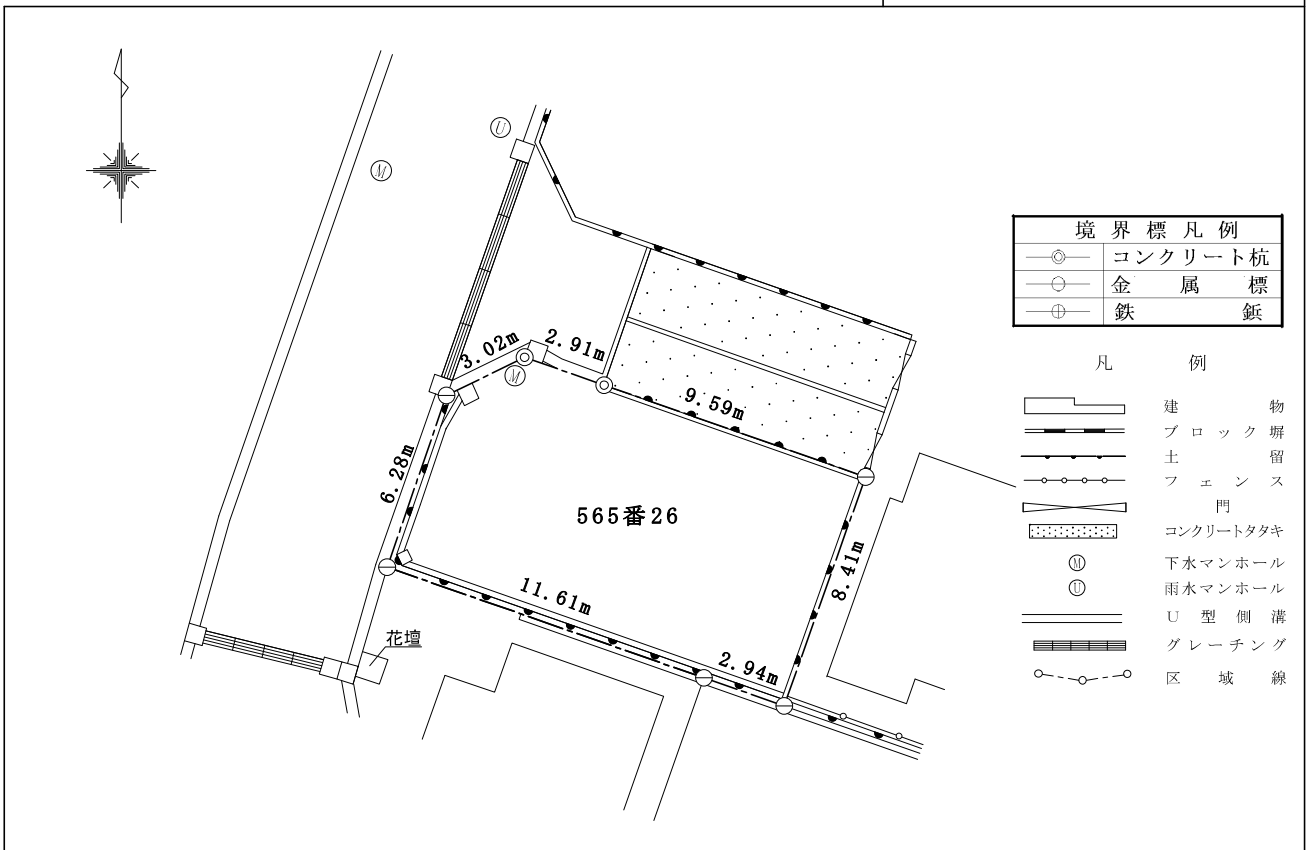 Ⓤ
Ⓜ
境界標凡例
コンクリート杭
金属標
鉄鋲
3.02m
2.91m
Ⓜ
凡例
9.59m
建物
ブロック塀
土留
6.28m
フェンス
565番26
門
コンクリートタタキ
8.41m
Ⓜ 下水マンホール
Ⓤ 雨水マンホール
11.61m
U型側溝
花壇
グレーチング
2.94m
区域線